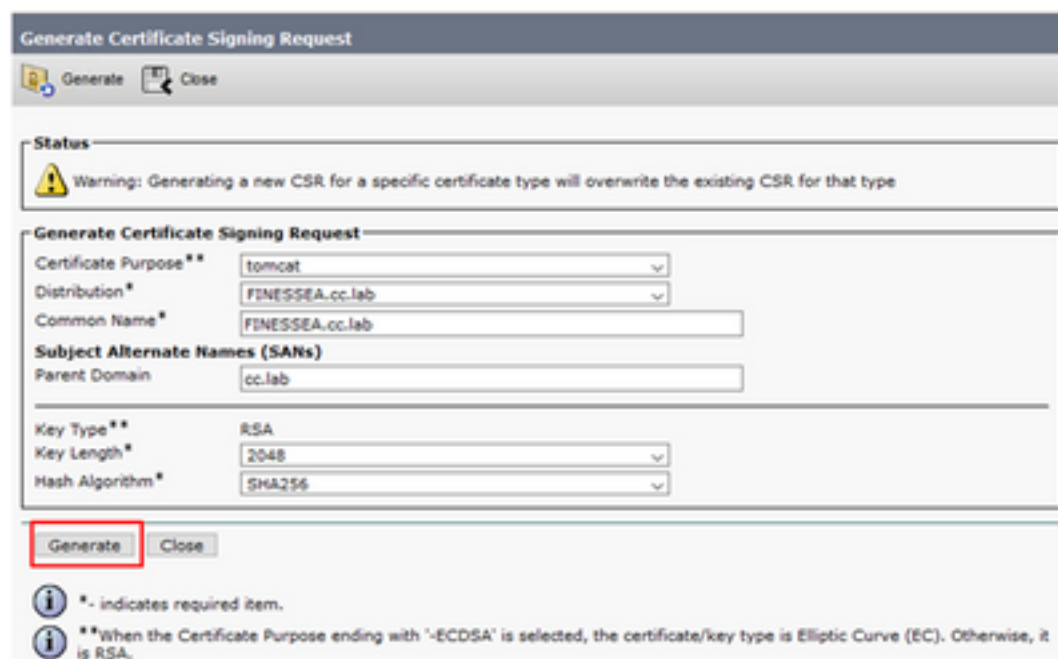 Generate Certificate Signing Request
Generate Close
Status
Warning: Generating a new CSR for a specific certificate type will overwrite the existing CSR for that type
Generate Certificate Signing Request
Certificate Purpose** tomcat
Distribution* FINESSEA.cc.lab
Common Name* FINESSEA.cc.lab
Subject Alternate Names (SANs)
Parent Domain cc.lab
Key Type** RSA
Key Length* 2048
Hash Algorithm* SHA256
Generate Close
*- indicates required item.
**When the Certificate Purpose ending with '-ECDSA' is selected, the certificate/key type is Elliptic Curve (EC). Otherwise, it
is RSA.